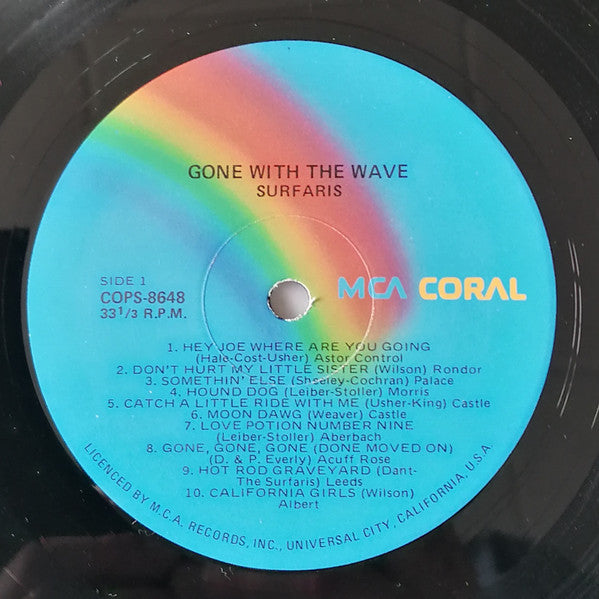 GONE WITH THE WAVE
SURFARIS
SIDE 1
COPS-8648
33 1/3 R.P.M.
MCA CORAL
1. HEY JOE WHERE ARE YOU GOING
(Hale-Cost-Usher) Astor Control
2. DON'T HURT MY LITTLE SISTER (Wilson) Rondor
3. SOMETHIN' ELSE (Sheeley-Cochran) Palace
4. HOUND DOG (Leiber-Stoller) Morris
5. CATCH A LITTLE RIDE WITH ME (Usher-King) Castle
6. MOON DAWG (Weaver) Castle
7. LOVE POTION NUMBER NINE
(Leiber-Stoller) Aberbach
8. GONE, GONE, GONE (DONE MOVED ON)
(D. & P. Everly) Acuff Rose
9. HOT ROD GRAVEYARD (Dant-
The Surfaris) Leeds
10. CALIFORNIA GIRLS (Wilson)
Albert
LICENCED BY M.C.A. RECORDS, INC., UNIVERSAL CITY, CALIFORNIA, U.S.A.